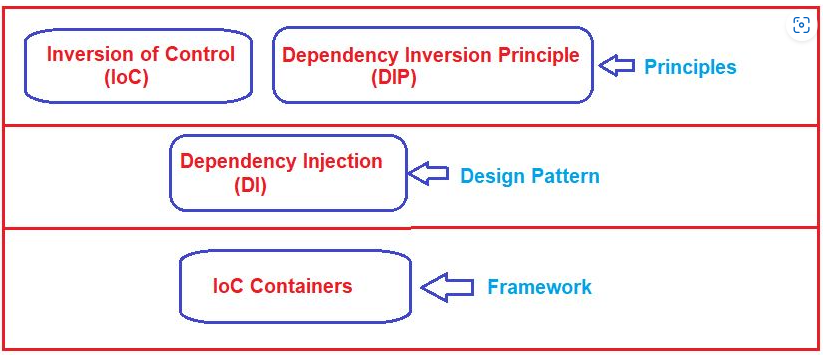 Inversion of Control
(IoC)
Dependency Inversion Principle
(DIP)
Principles
Dependency Injection
(DI)
Design Pattern
IoC Containers
Framework